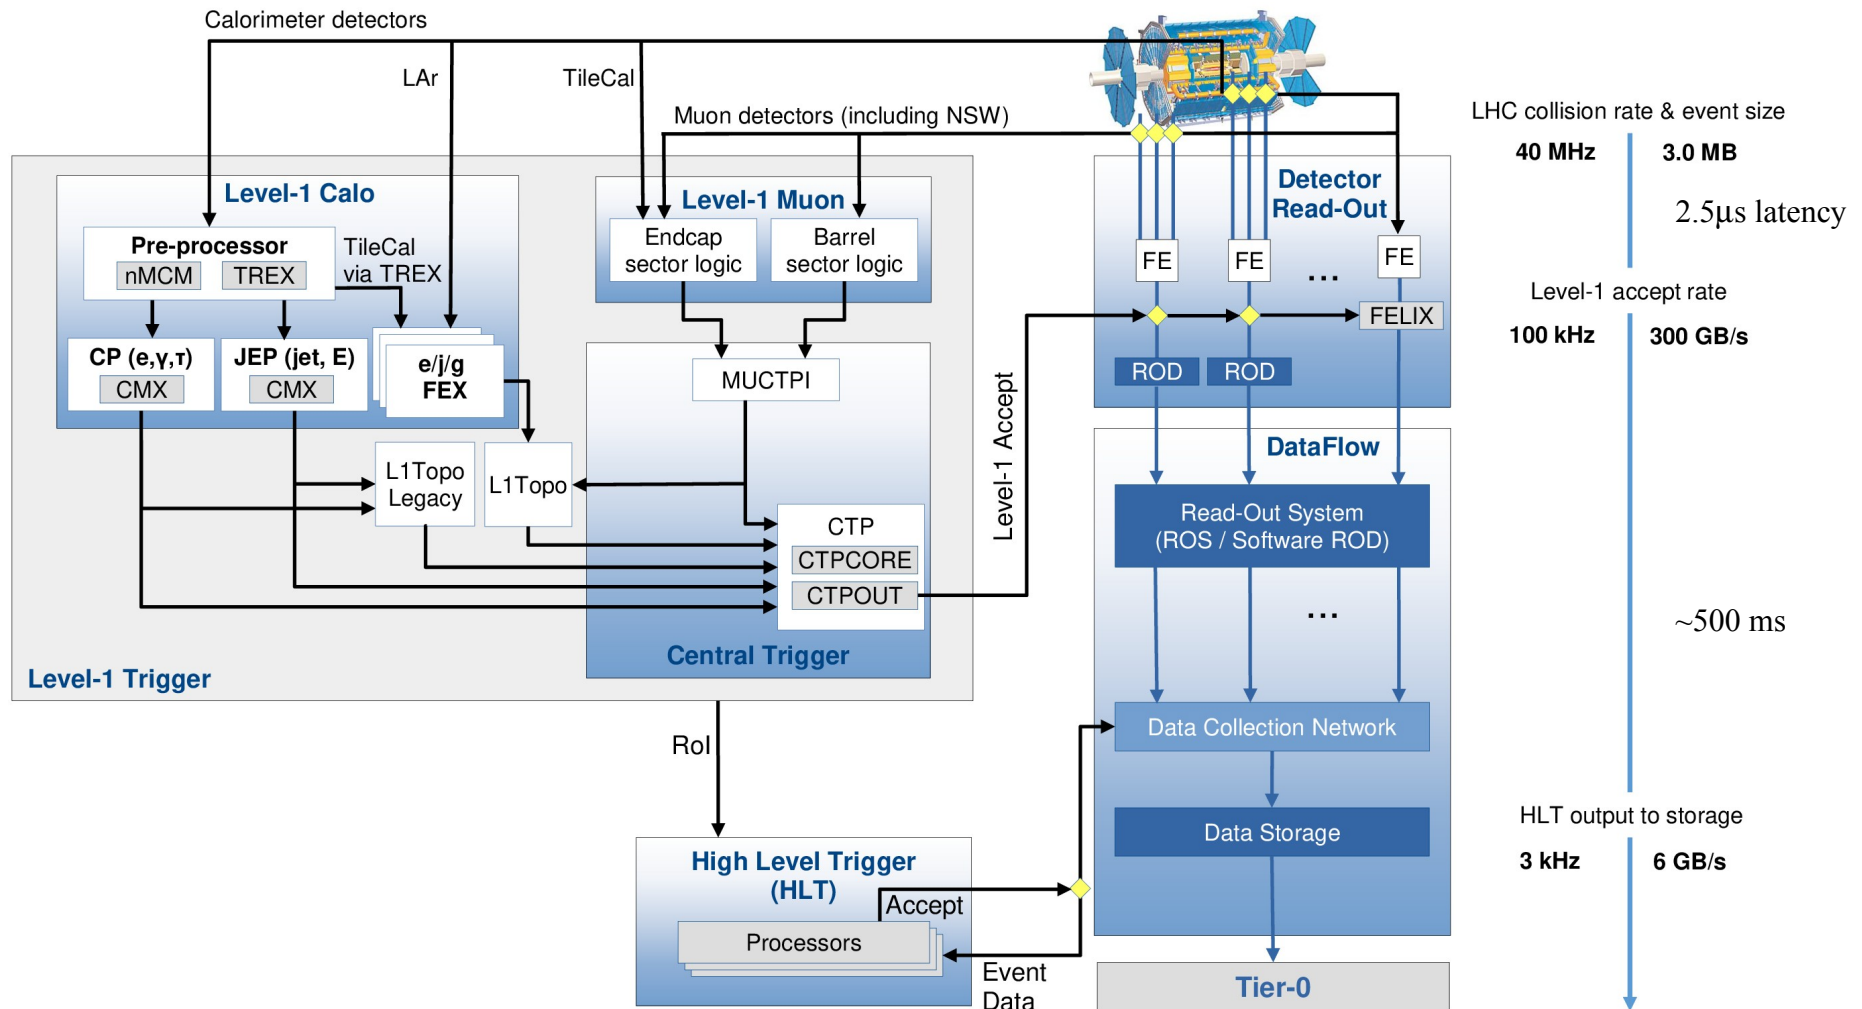 Calorimeter detectors
LAr
TileCal
Muon detectors (including NSW)
Level-1 Calo
Pre-processor
nMCM
TREX
TileCal
via TREX
CP (e,γ,τ)
CMX
JEP (jet, E)
CMX
e/j/g
FEX
Level-1 Muon
Endcap
sector logic
Barrel
sector logic
MUCTPI
L1Topo
Legacy
L1Topo
CTP
CTPCORE
CTPOUT
Central Trigger
Level-1 Trigger
Level-1 Accept
RoI
High Level Trigger
(HLT)
Accept
Processors
Event
Data
Detector
Read-Out
FE
FE
...
FE
FELIX
ROD
ROD
DataFlow
Read-Out System
(ROS / Software ROD)
...
Data Collection Network
Data Storage
Tier-0
LHC collision rate & event size
40 MHz
3.0 MB
2.5μs latency
Level-1 accept rate
100 kHz
300 GB/s
~500 ms
HLT output to storage
3 kHz
6 GB/s